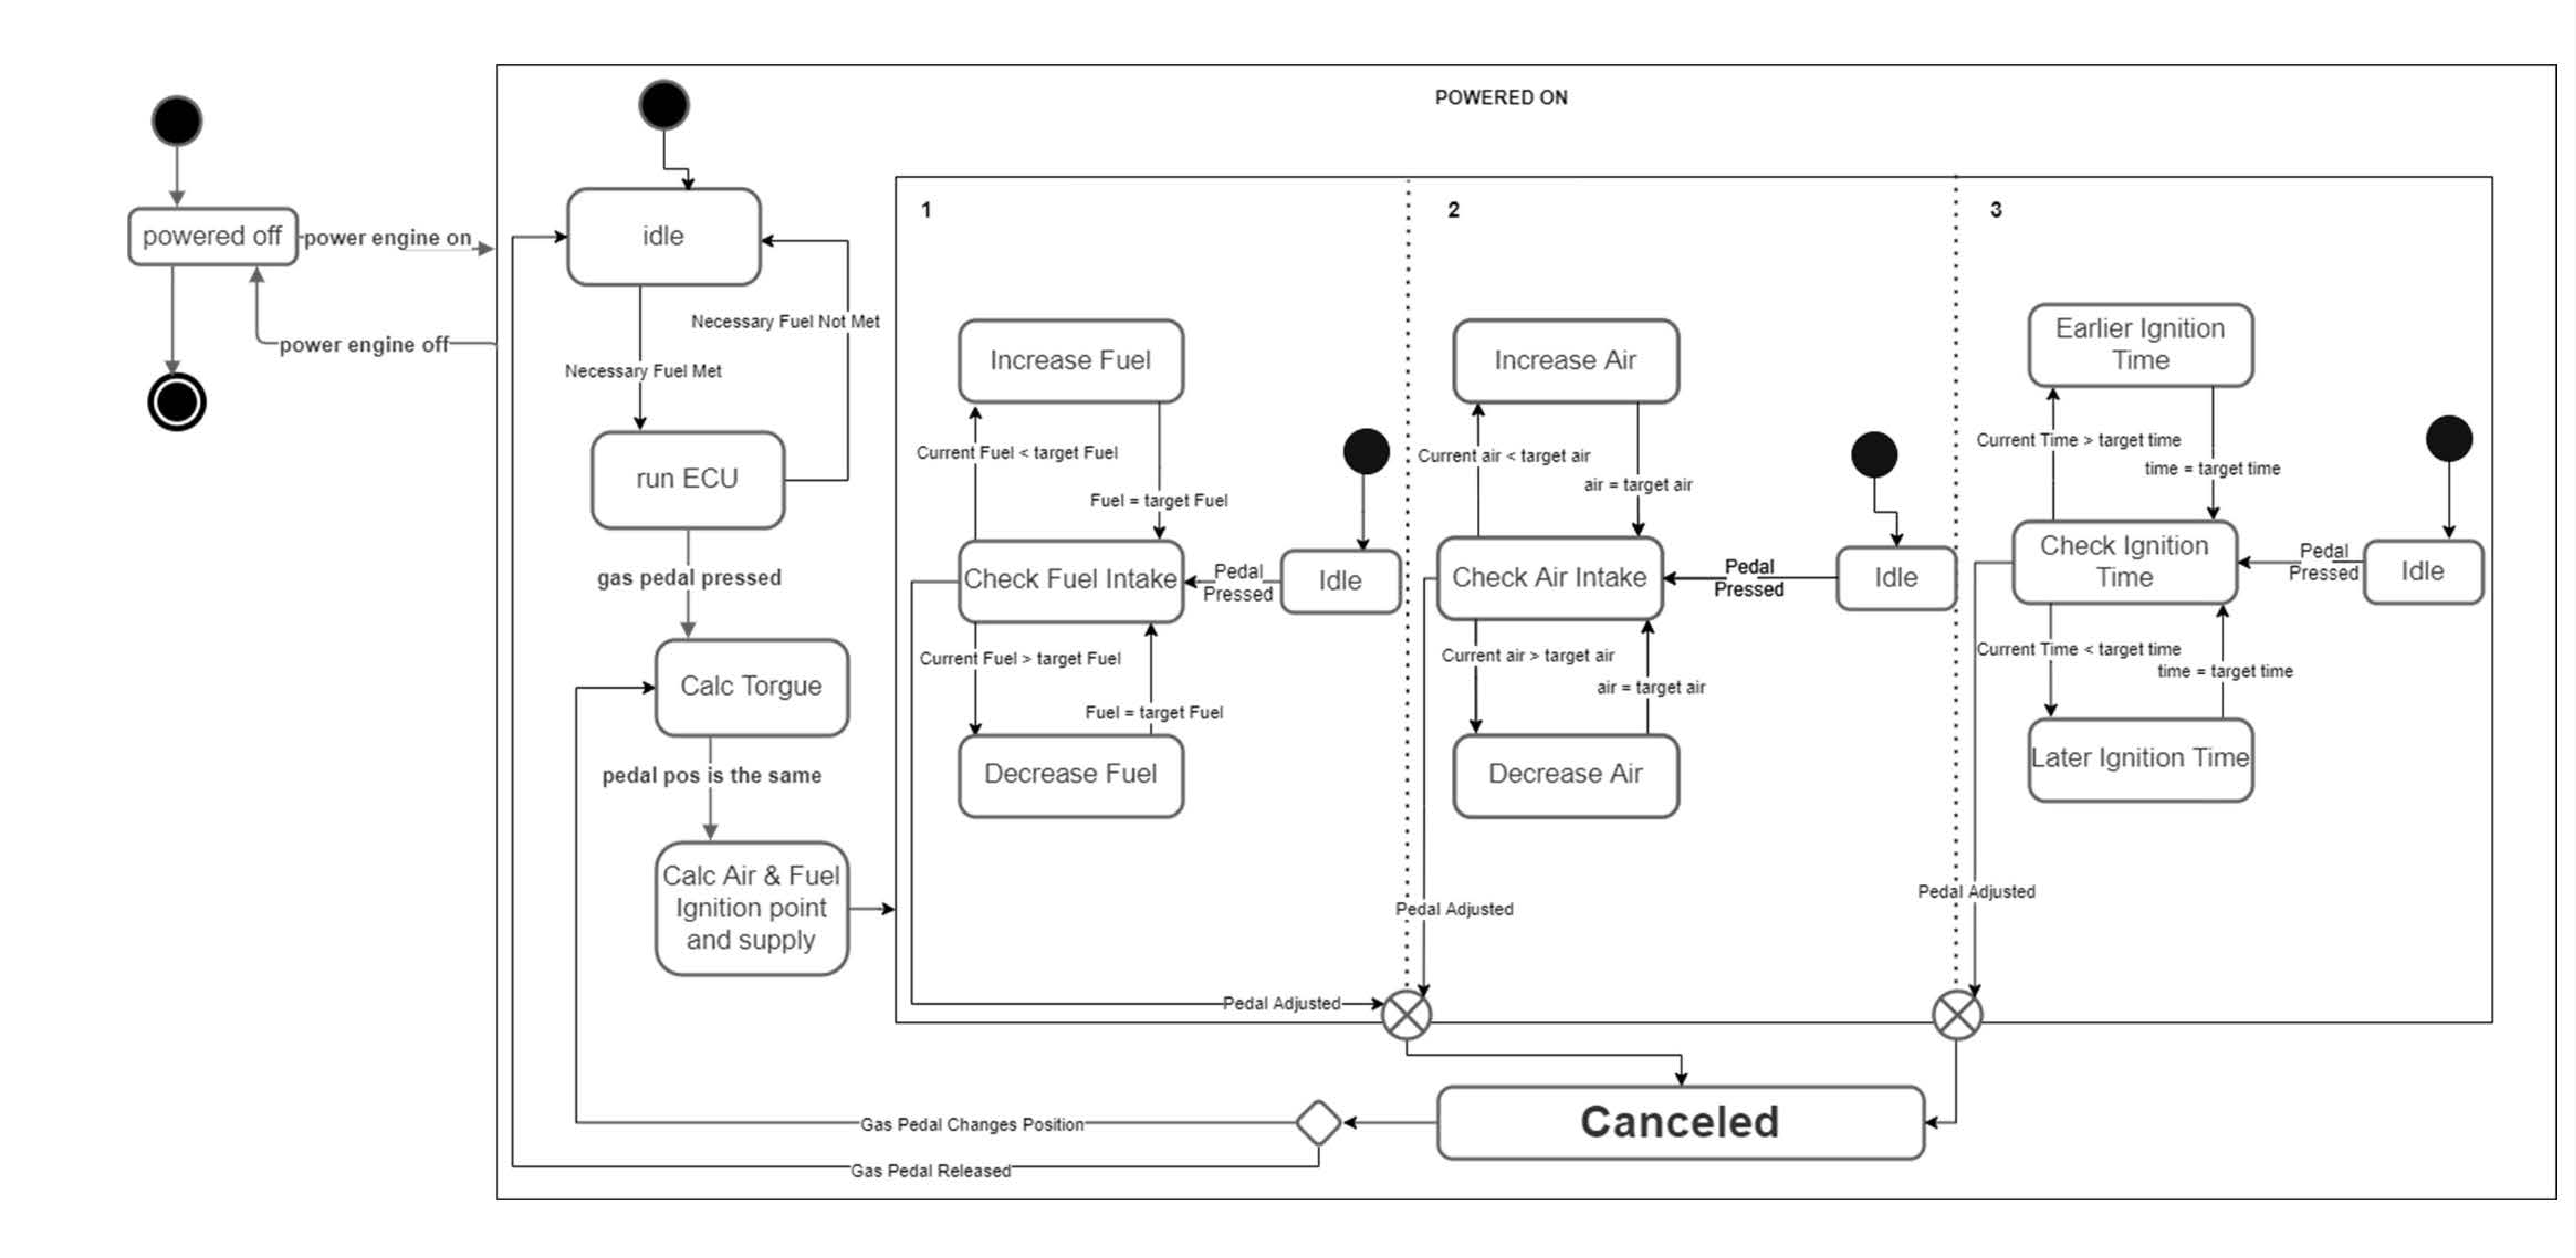 POWERED ON
powered off
power engine on
power engine off
idle
Necessary Fuel Not Met
Necessary Fuel Met
run ECU
gas pedal pressed
Calc Torgue
pedal pos is the same
Calc Air & Fuel
Ignition point
and supply
1
Increase Fuel
Current Fuel < target Fuel
Fuel = target Fuel
Check Fuel Intake
Pedal
Pressed
Idle
Current Fuel > target Fuel
Fuel = target Fuel
Decrease Fuel
Pedal Adjusted
2
Increase Air
Current air < target air
air = target air
Check Air Intake
Pedal
Pressed
Idle
Current air > target air
air = target air
Decrease Air
Pedal Adjusted
3
Earlier Ignition
Time
Current Time > target time
time = target time
Check Ignition
Time
Pedal
Pressed
Idle
Current Time < target time
time = target time
Later Ignition Time
Pedal Adjusted
Canceled
Gas Pedal Changes Position
Gas Pedal Released